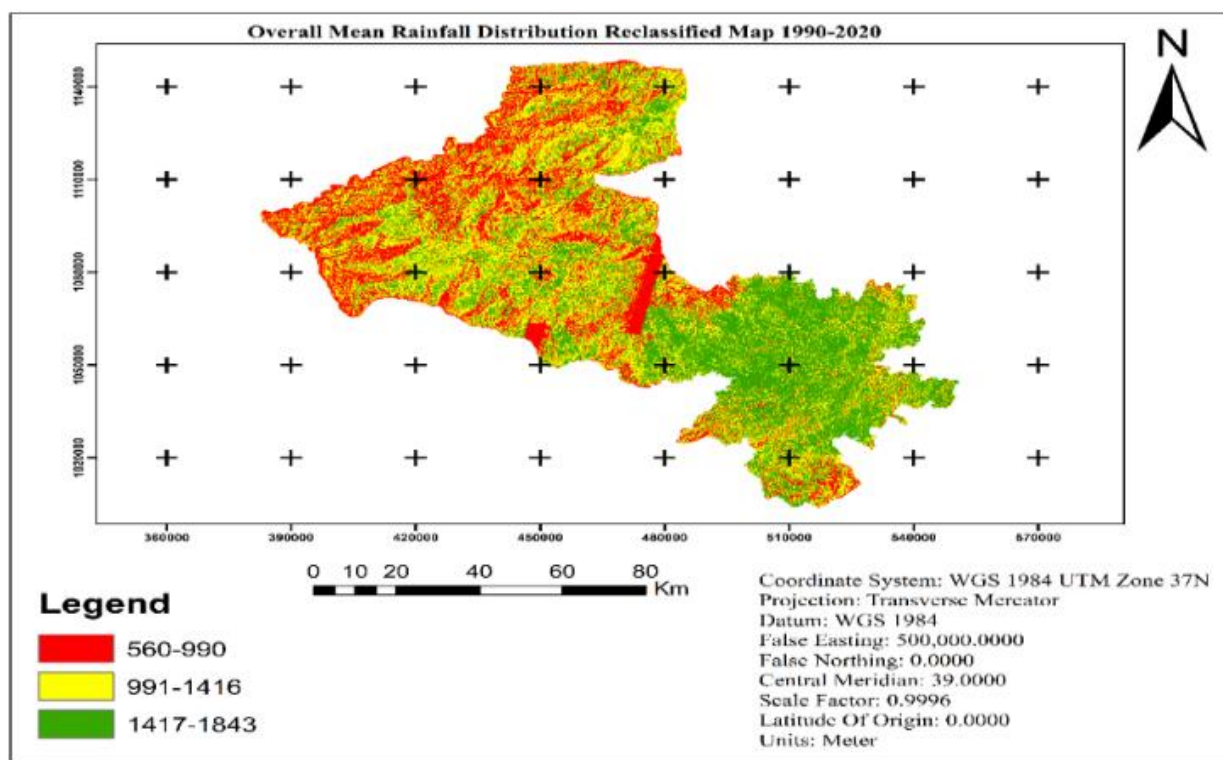 Overall Mean Rainfall Distribution Reclassified Map 1990-2020
N
1140000
1110000
1080000
1050000
1020000
360000 390000 420000 450000 480000 510000 540000 570000
0 10 20 40 60 80
Km
Legend
560-990
991-1416
1417-1843
Coordinate System: WGS 1984 UTM Zone 37N
Projection: Transverse Mercator
Datum: WGS 1984
False Easting: 500,000.0000
False Northing: 0.0000
Central Meridian: 39.0000
Scale Factor: 0.9996
Latitude Of Origin: 0.0000
Units: Meter